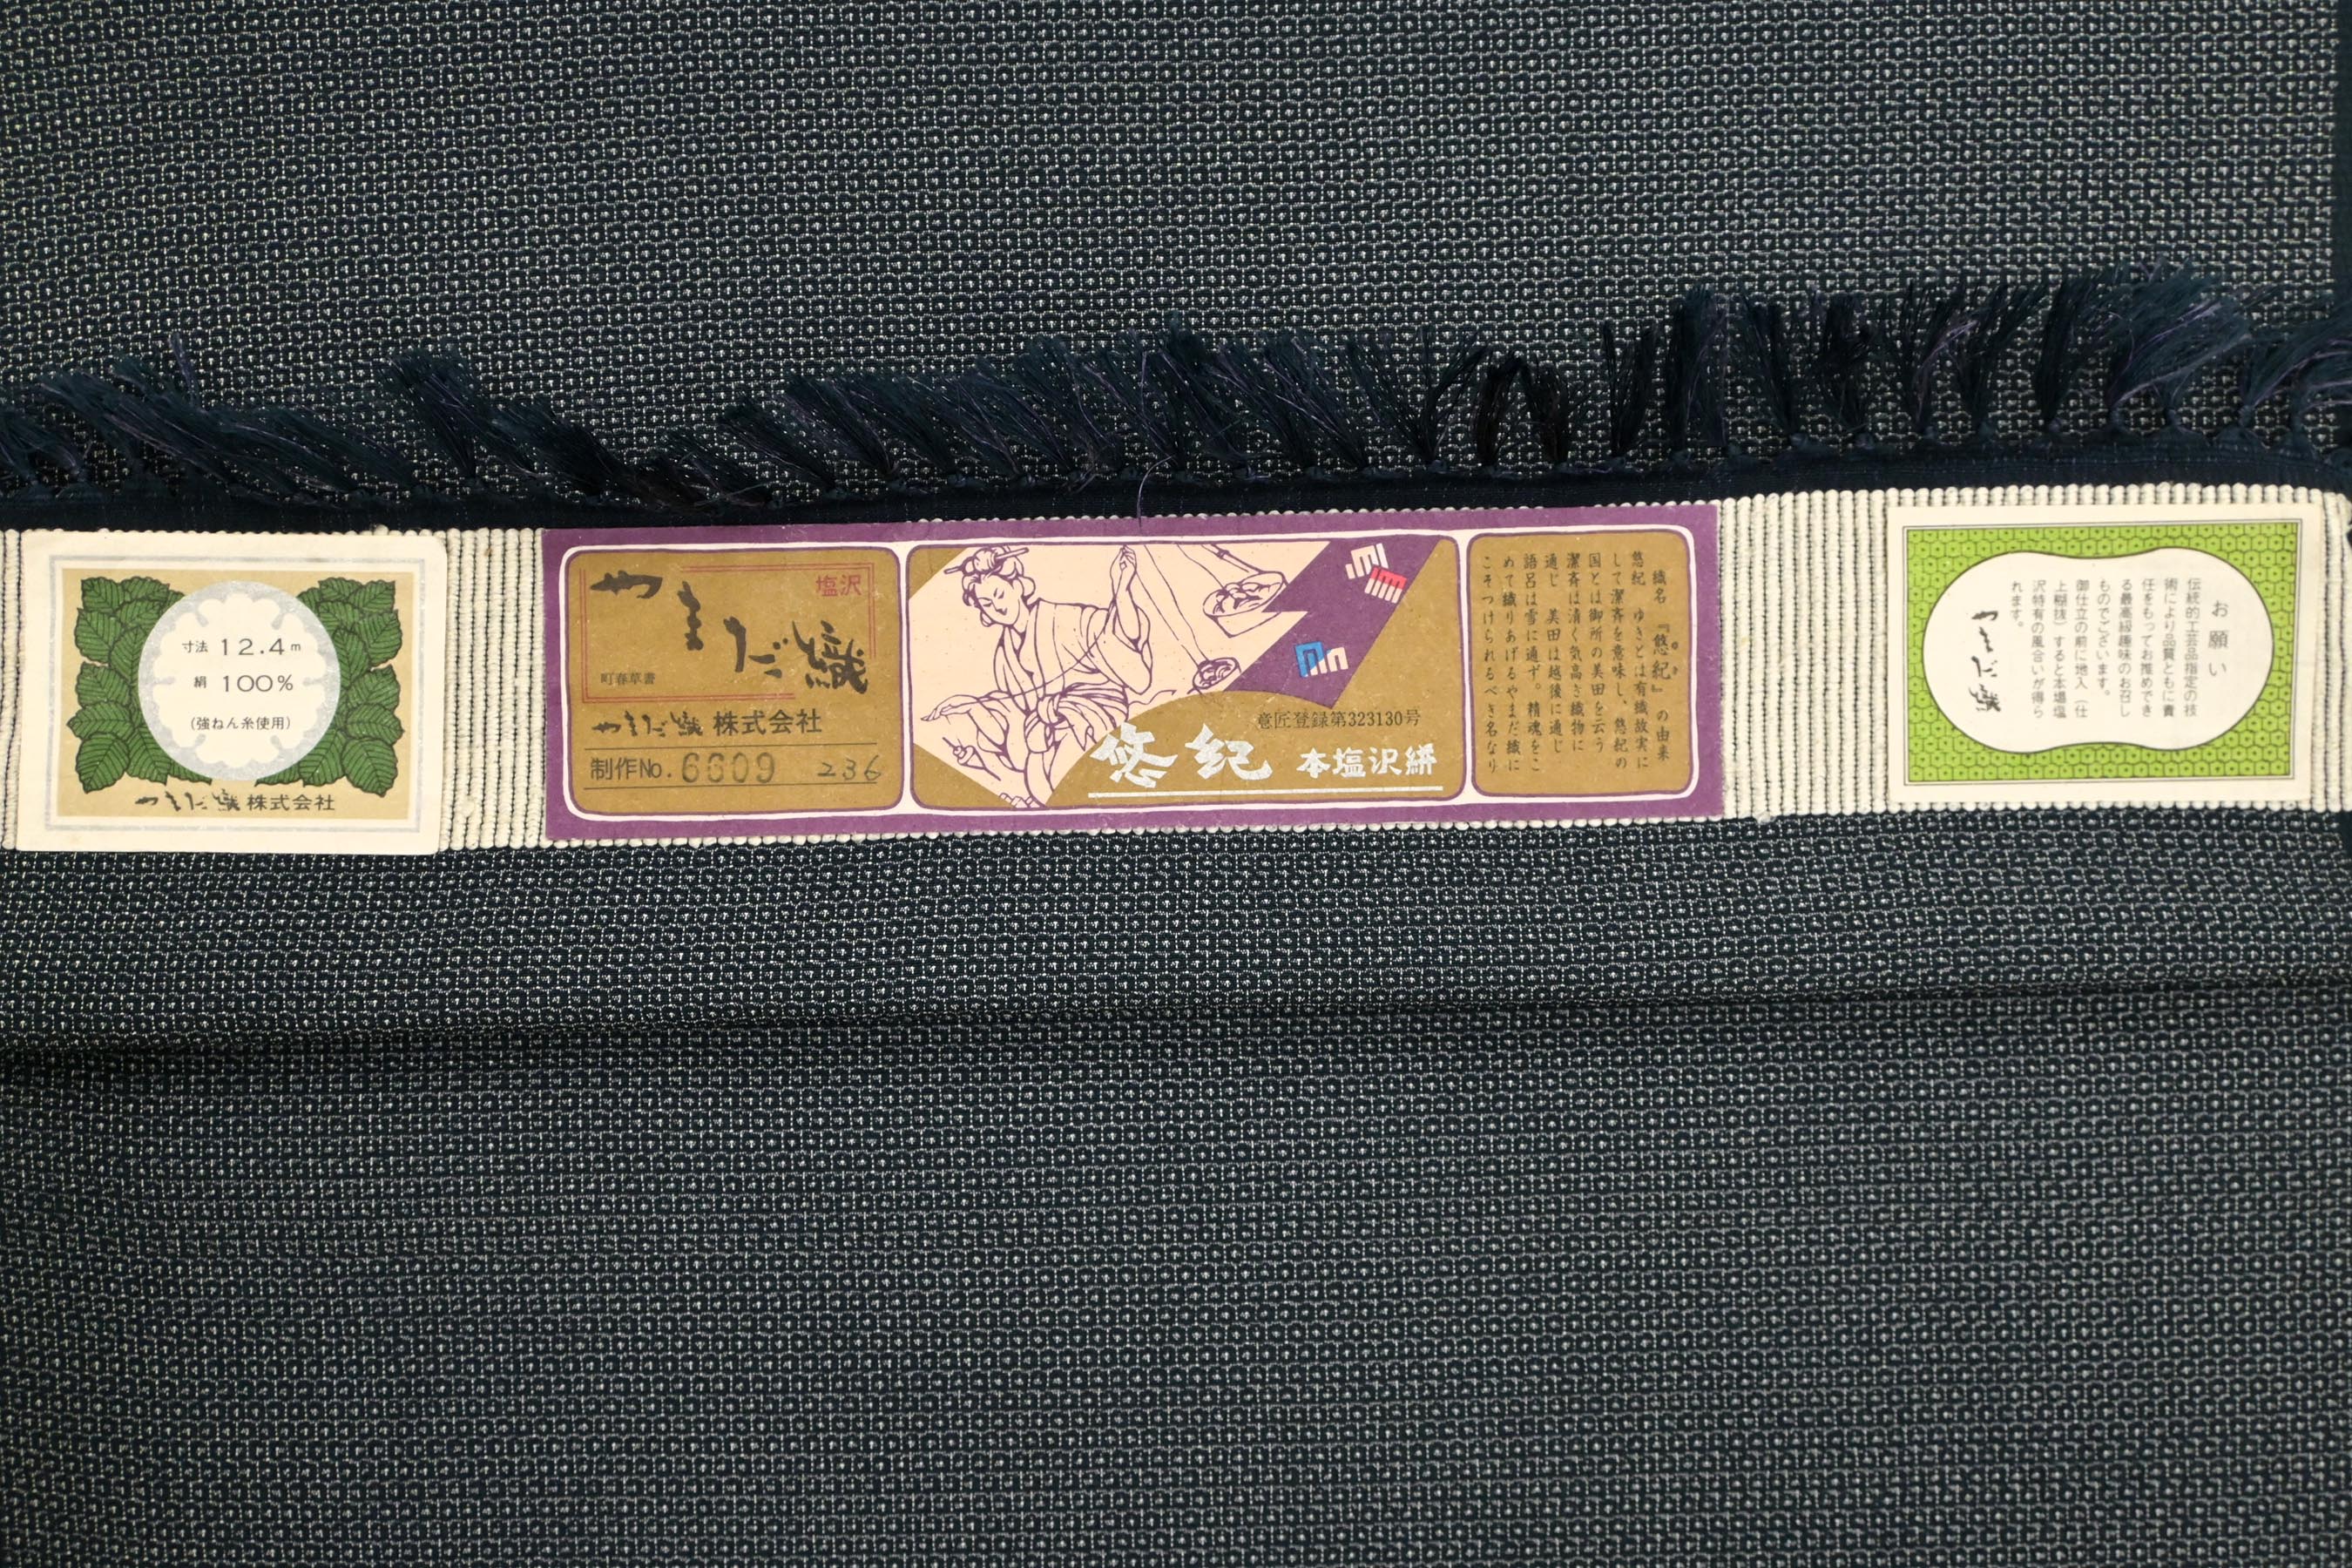 寸法 12.4m
絹 100%
(強ねん糸使用)
やまだ織株式会社
塩沢
やまだ織
町春草書
やまだ織株式会社
制作No. 6609 236
意匠登録第323130号
悠紀 本塩沢絣
織名『悠紀』の由来
悠紀 ゆきとは有織故実に
して潔斉を意味し、悠紀の
国とは御所の美田を云う
潔斉は清く気高き織物に
通じ 美田は越後に通じ
語呂は雪に通ず。精魂をこ
めて織りあげるやまだ織に
こそつけられるべき名なり
お願い
伝統的工芸品指定の技
術により品質ともに責
任をもってお推めでき
る最高級趣味のお召し
ものでございます。
御仕立の前に地入(仕
上糊抜)すると本場塩
沢特有の風合いが得ら
れます。
やまだ織